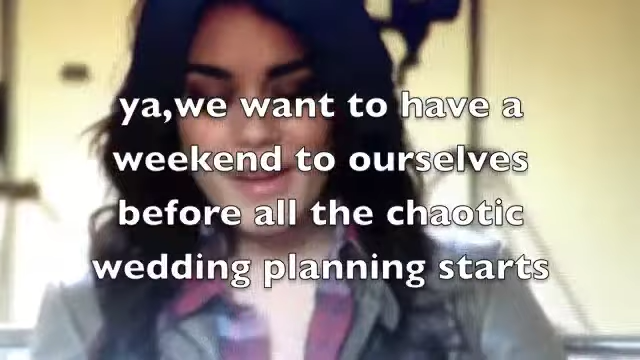 ya,we want to have a
weekend to ourselves
before all the chaotic
wedding planning starts